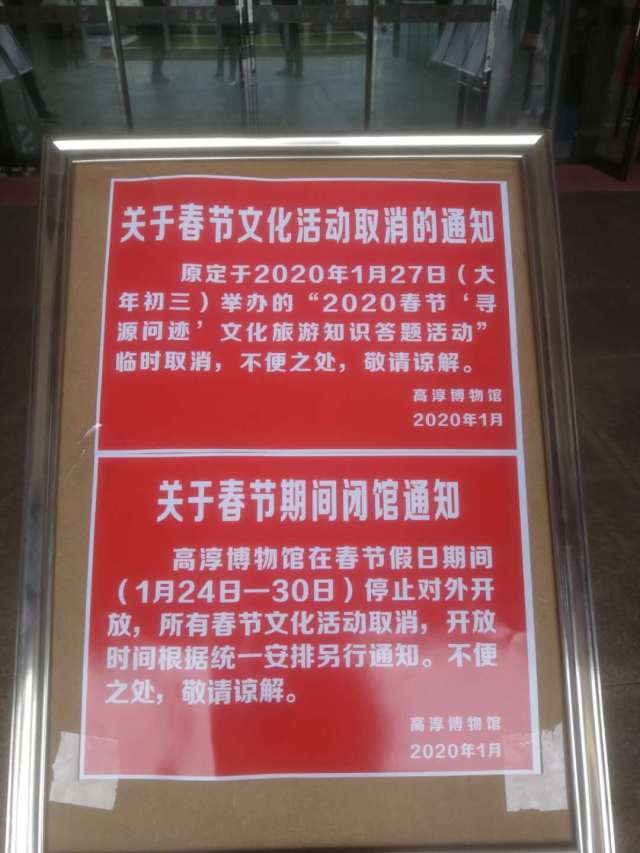 关于春节文化活动取消的通知
原定于2020年1月27日（大
年初三）举办的“2020春节‘寻
源问迹’文化旅游知识答题活动”
临时取消，不便之处，敬请谅解。
高淳博物馆
2020年1月
关于春节期间闭馆通知
高淳博物馆在春节假日期间
（1月24日—30日）停止对外开
放，所有春节文化活动取消，开放
时间根据统一安排另行通知。不便
之处，敬请谅解。
高淳博物馆
2020年1月